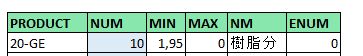 PRODUCT NUM MIN MAX NM ENUM
20-GE 10 1,95 0 樹脂分 0